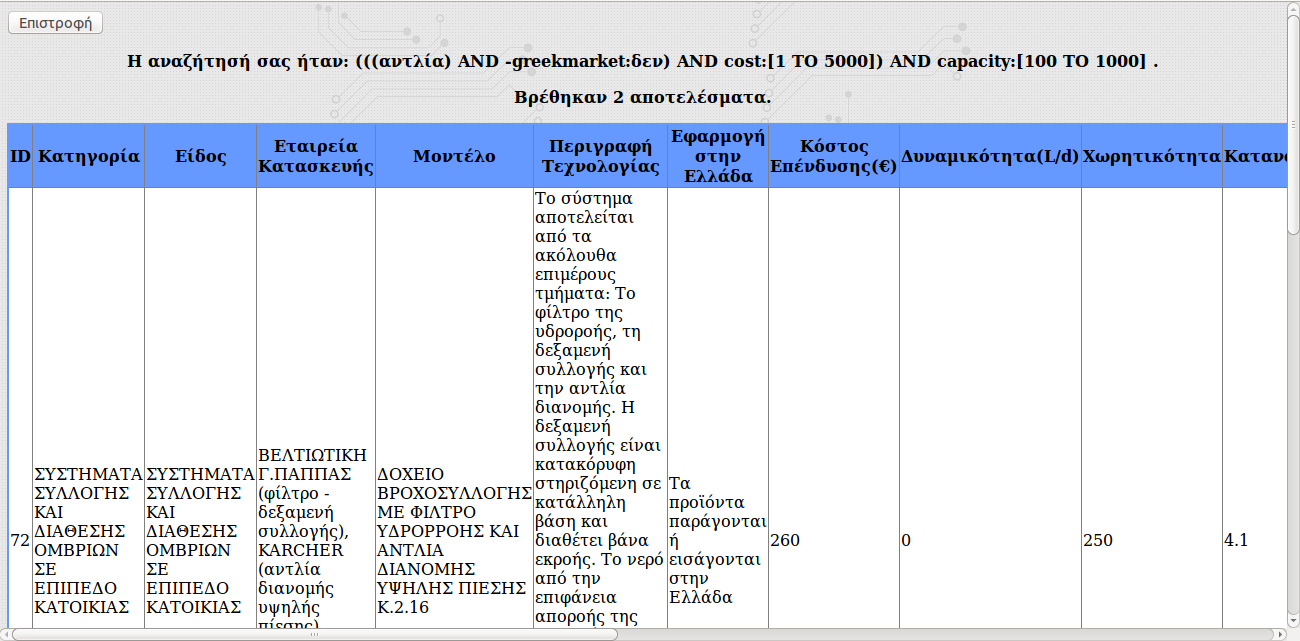 Επιστροφή
Η αναζήτησή σας ήταν: (((αντλία) AND -greekmarket:δεν) AND cost:[1 TO 5000]) AND capacity:[100 TO 1000] .
Βρέθηκαν 2 αποτελέσματα.
ID
Κατηγορία
Είδος
Εταιρεία
Κατασκευής
Μοντέλο
Περιγραφή
Τεχνολογίας
Εφαρμογή
στην
Ελλάδα
Κόστος
Επένδυσης(€)
Δυναμικότητα(L/d)
Χωρητικότητα
72
ΣΥΣΤΗΜΑΤΑ
ΣΥΛΛΟΓΗΣ
ΚΑΙ
ΔΙΑΘΕΣΗΣ
ΟΜΒΡΙΩΝ
ΣΕ
ΕΠΙΠΕΔΟ
ΚΑΤΟΙΚΙΑΣ
ΣΥΣΤΗΜΑΤΑ
ΣΥΛΛΟΓΗΣ
ΚΑΙ
ΔΙΑΘΕΣΗΣ
ΟΜΒΡΙΩΝ
ΣΕ
ΕΠΙΠΕΔΟ
ΚΑΤΟΙΚΙΑΣ
ΒΕΛΤΙΩΤΙΚΗ
Γ.ΠΑΠΠΑΣ
(φίλτρο -
δεξαμενή
συλλογής),
KARCHER
(αντλία
διανομής
υψηλής
πίεσης)
ΔΟΧΕΙΟ
ΒΡΟΧΟΣΥΛΛΟΓΗΣ
ΜΕ ΦΙΛΤΡΟ
ΥΔΡΟΡΡΟΗΣ ΚΑΙ
ΑΝΤΛΙΑ
ΔΙΑΝΟΜΗΣ
ΥΨΗΛΗΣ ΠΙΕΣΗΣ
Κ.2.16
Το σύστημα
αποτελείται
από τα
ακόλουθα
επιμέρους
τμήματα: Το
φίλτρο της
υδροροής, τη
δεξαμενή
συλλογής και
την αντλία
διανομής. Η
δεξαμενή
συλλογής είναι
κατακόρυφη
στηριζόμενη σε
κατάλληλη
βάση και
διαθέτει βάνα
εκροής. Το νερό
από την
επιφάνεια
αποροής της
Τα
προϊόντα
παράγονται
ή
εισάγονται
στην
Ελλάδα
260
0
250
4.1